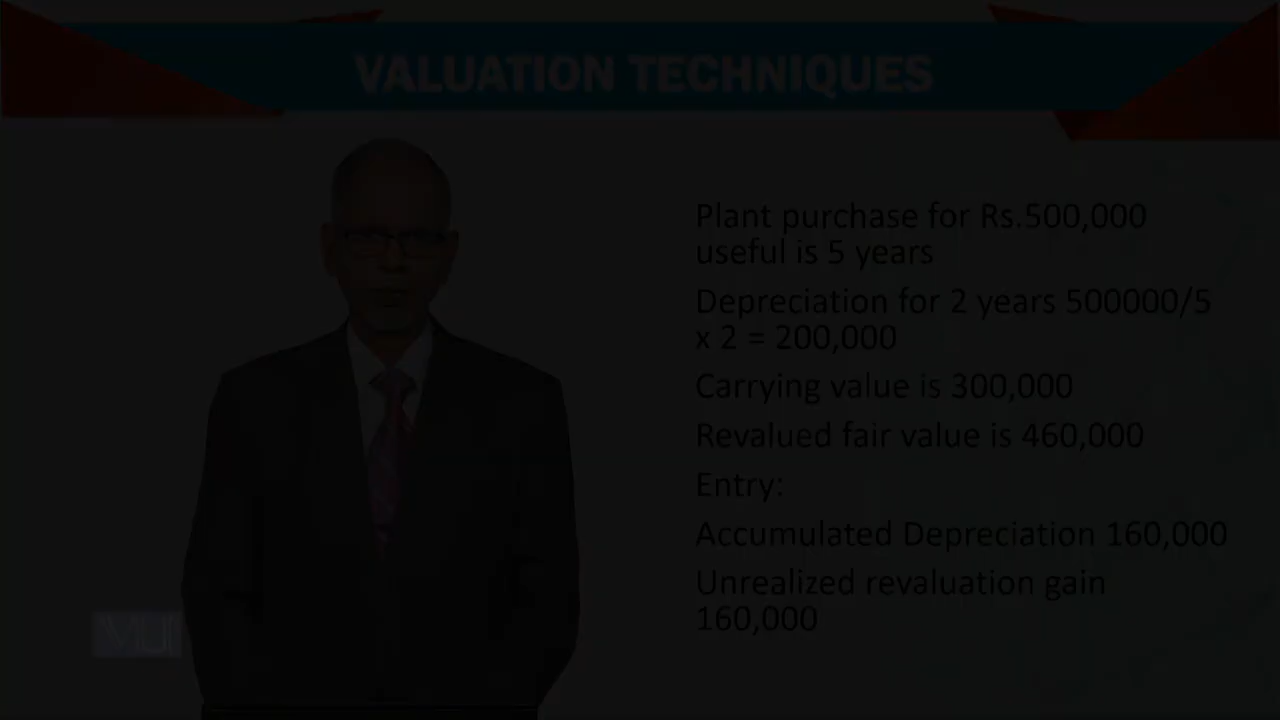 VALUATION TECHNIQUES
Plant purchase for Rs.500,000
useful is 5 years
Depreciation for 2 years 500000/5
x 2 = 200,000
Carrying value is 300,000
Revalued fair value is 460,000
Entry:
Accumulated Depreciation 160,000
Unrealized revaluation gain
160,000